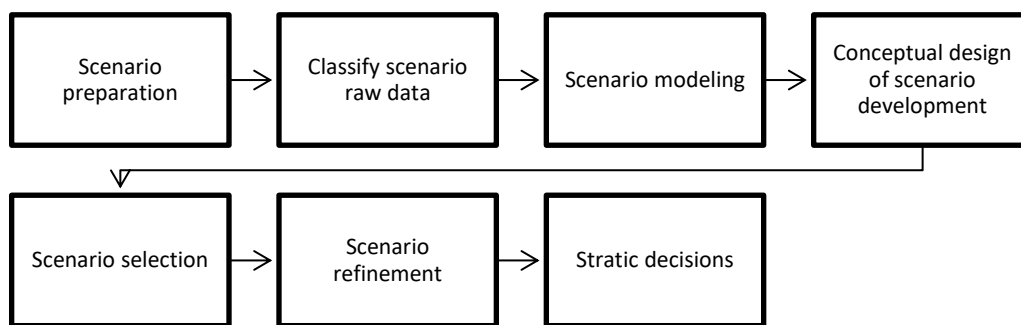 Scenario
preparation
Classify scenario
raw data
Scenario modeling
Conceptual design
of scenario
development
Scenario selection
Scenario
refinement
Stratic decisions